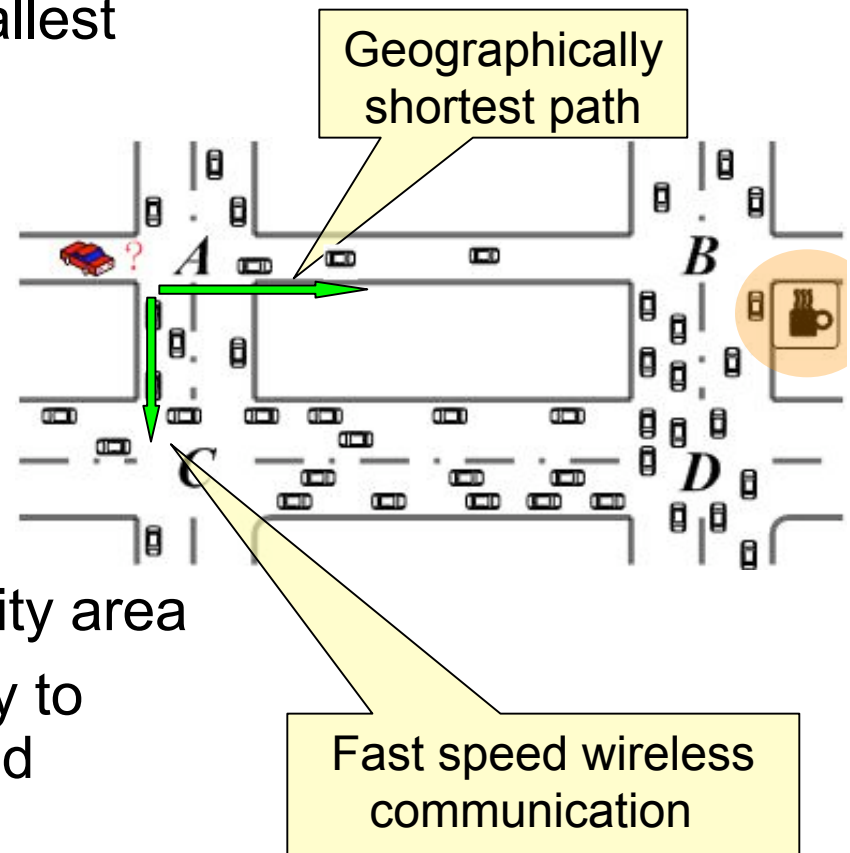 allest
Geographically
shortest path
? A B
C D
ity area
y to
d
Fast speed wireless
communication